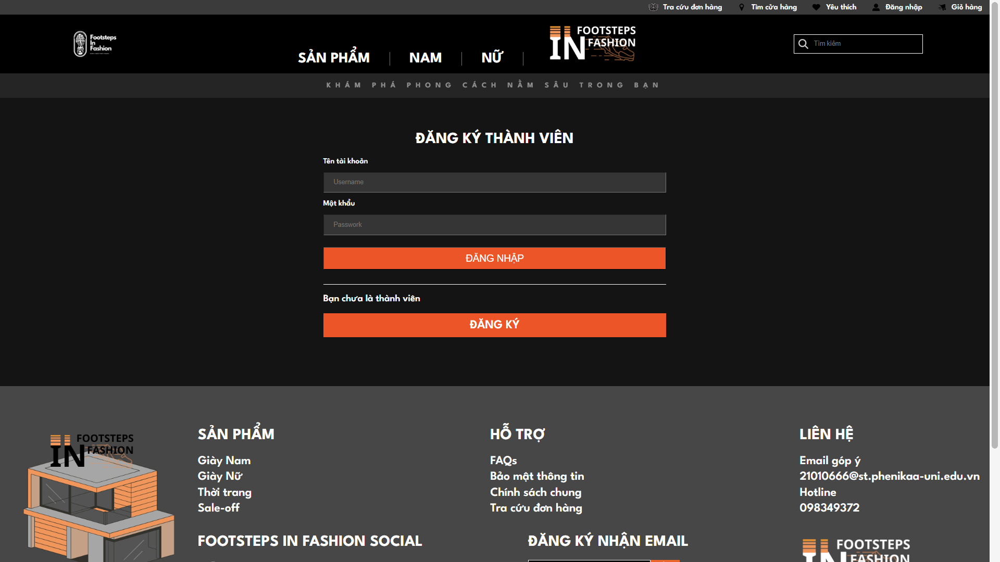 Tra cứu đơn hàng
Tìm cửa hàng
Yêu thích
Đăng nhập
Giỏ hàng
Footsteps
In
Fashion
SẢN PHẨM
NAM
NỮ
FOOTSTEPS
IN FASHION
Tìm kiêm
KHÁM PHÁ PHONG CÁCH NẰM SÂU TRONG BẠN
ĐĂNG KÝ THÀNH VIÊN
Tên tài khoản
Username
Mật khẩu
Passwork
ĐĂNG NHẬP
Bạn chưa là thành viên
ĐĂNG KÝ
FOOTSTEPS
IN FASHION
SẢN PHẨM
Giày Nam
Giày Nữ
Thời trang
Sale-off
HỖ TRỢ
FAQs
Bảo mật thông tin
Chính sách chung
Tra cứu đơn hàng
LIÊN HỆ
Email góp ý
21010666@st.phenikaa-uni.edu.vn
Hotline
098349372
FOOTSTEPS IN FASHION SOCIAL
ĐĂNG KÝ NHẬN EMAIL
FOOTSTEPS
IN FASHION